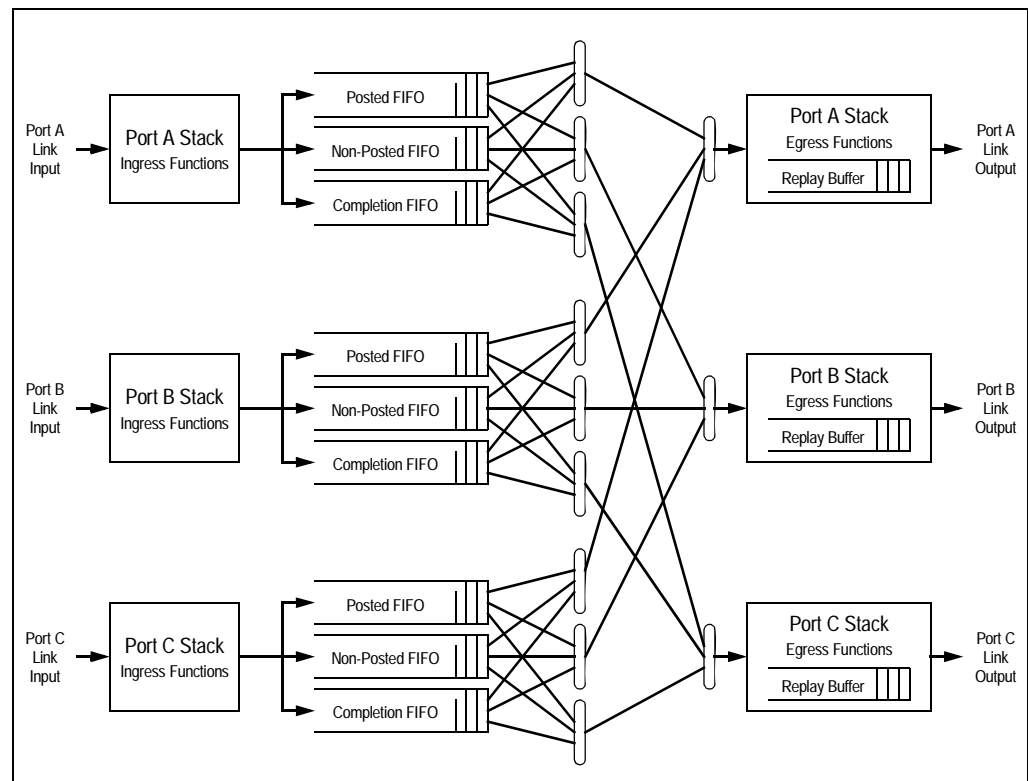 Port A
Link
Input
Port A Stack
Ingress Functions
Posted FIFO
Non-Posted FIFO
Completion FIFO
Port A Stack
Egress Functions
Replay Buffer
Port A
Link
Output
Port B
Link
Input
Port B Stack
Ingress Functions
Posted FIFO
Non-Posted FIFO
Completion FIFO
Port B Stack
Egress Functions
Replay Buffer
Port B
Link
Output
Port C
Link
Input
Port C Stack
Ingress Functions
Posted FIFO
Non-Posted FIFO
Completion FIFO
Port C Stack
Egress Functions
Replay Buffer
Port C
Link
Output